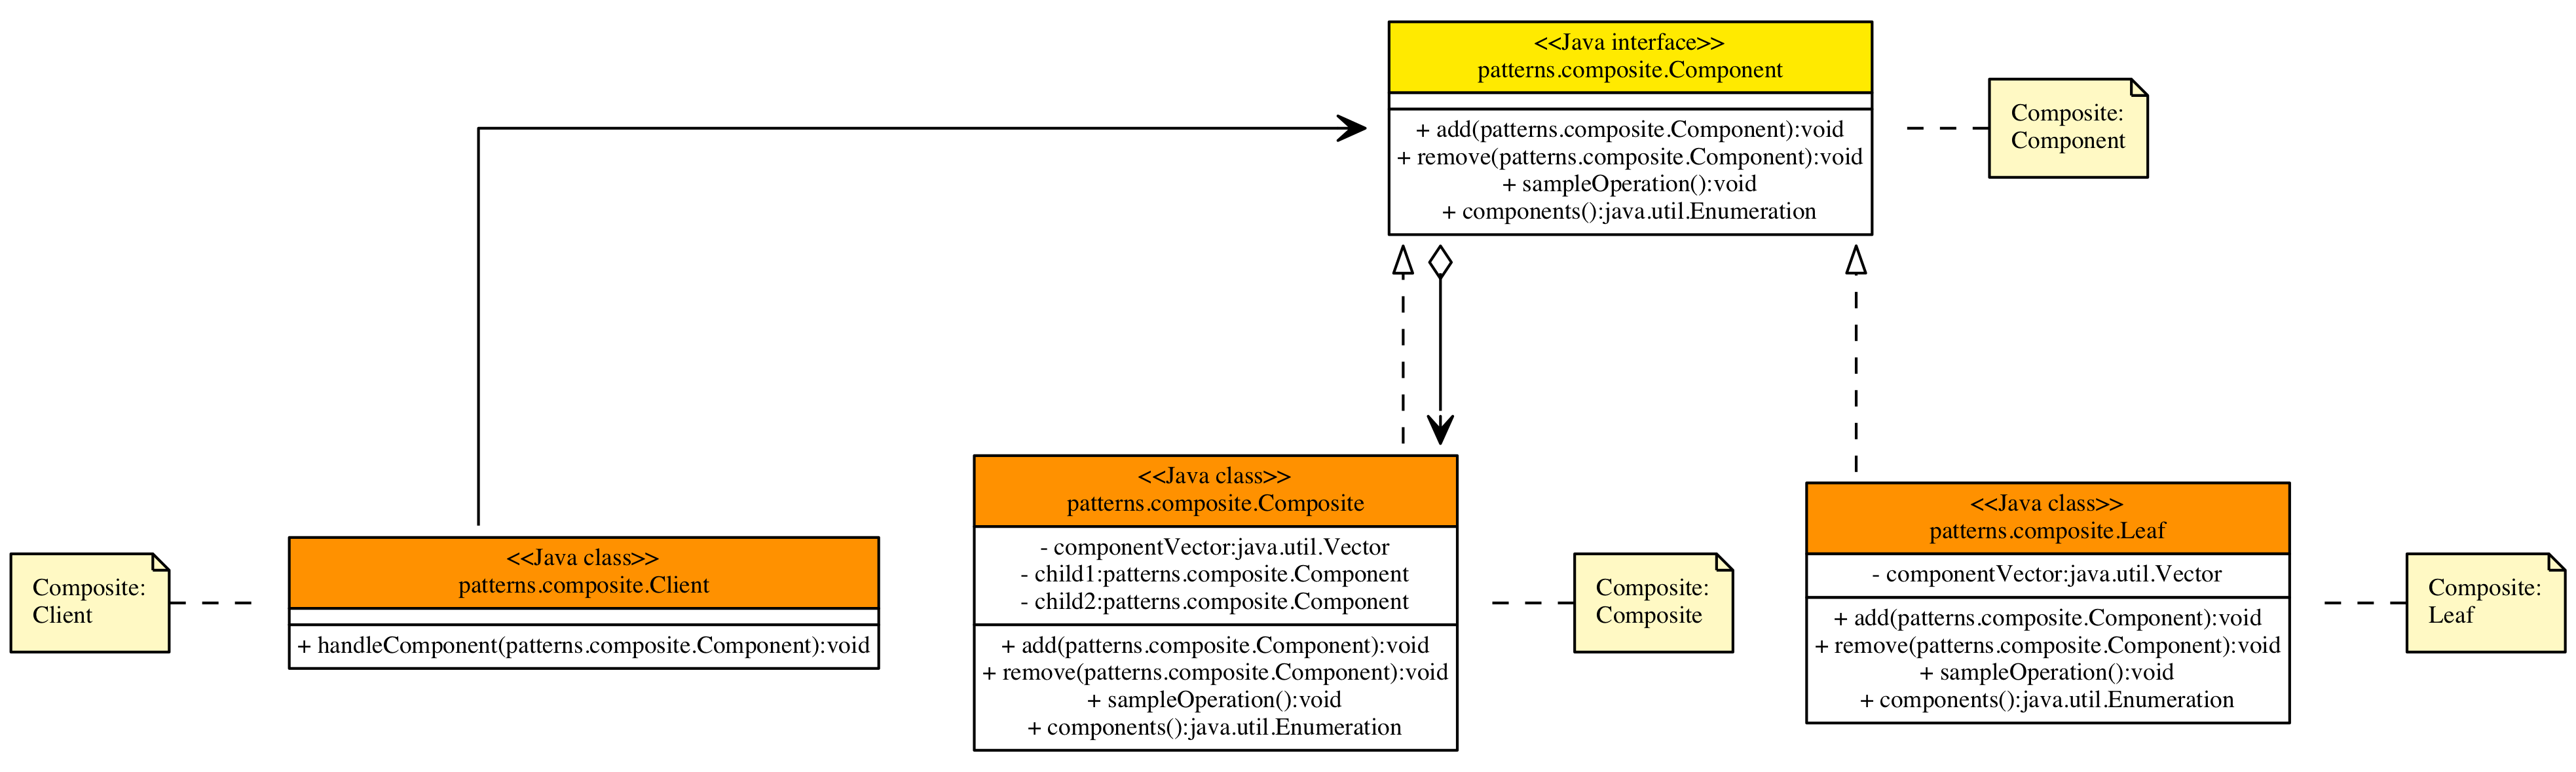 <<Java interface>>
patterns.composite.Component
+ add(patterns.composite.Component):void
+ remove(patterns.composite.Component):void
+ sampleOperation():void
+ components():java.util.Enumeration
Composite:
Component
Composite:
Client
<<Java class>>
patterns.composite.Client
+ handleComponent(patterns.composite.Component):void
<<Java class>>
patterns.composite.Composite
- componentVector:java.util.Vector
- child1:patterns.composite.Component
- child2:patterns.composite.Component
+ add(patterns.composite.Component):void
+ remove(patterns.composite.Component):void
+ sampleOperation():void
+ components():java.util.Enumeration
Composite:
Composite
<<Java class>>
patterns.composite.Leaf
- componentVector:java.util.Vector
+ add(patterns.composite.Component):void
+ remove(patterns.composite.Component):void
+ sampleOperation():void
+ components():java.util.Enumeration
Composite:
Leaf